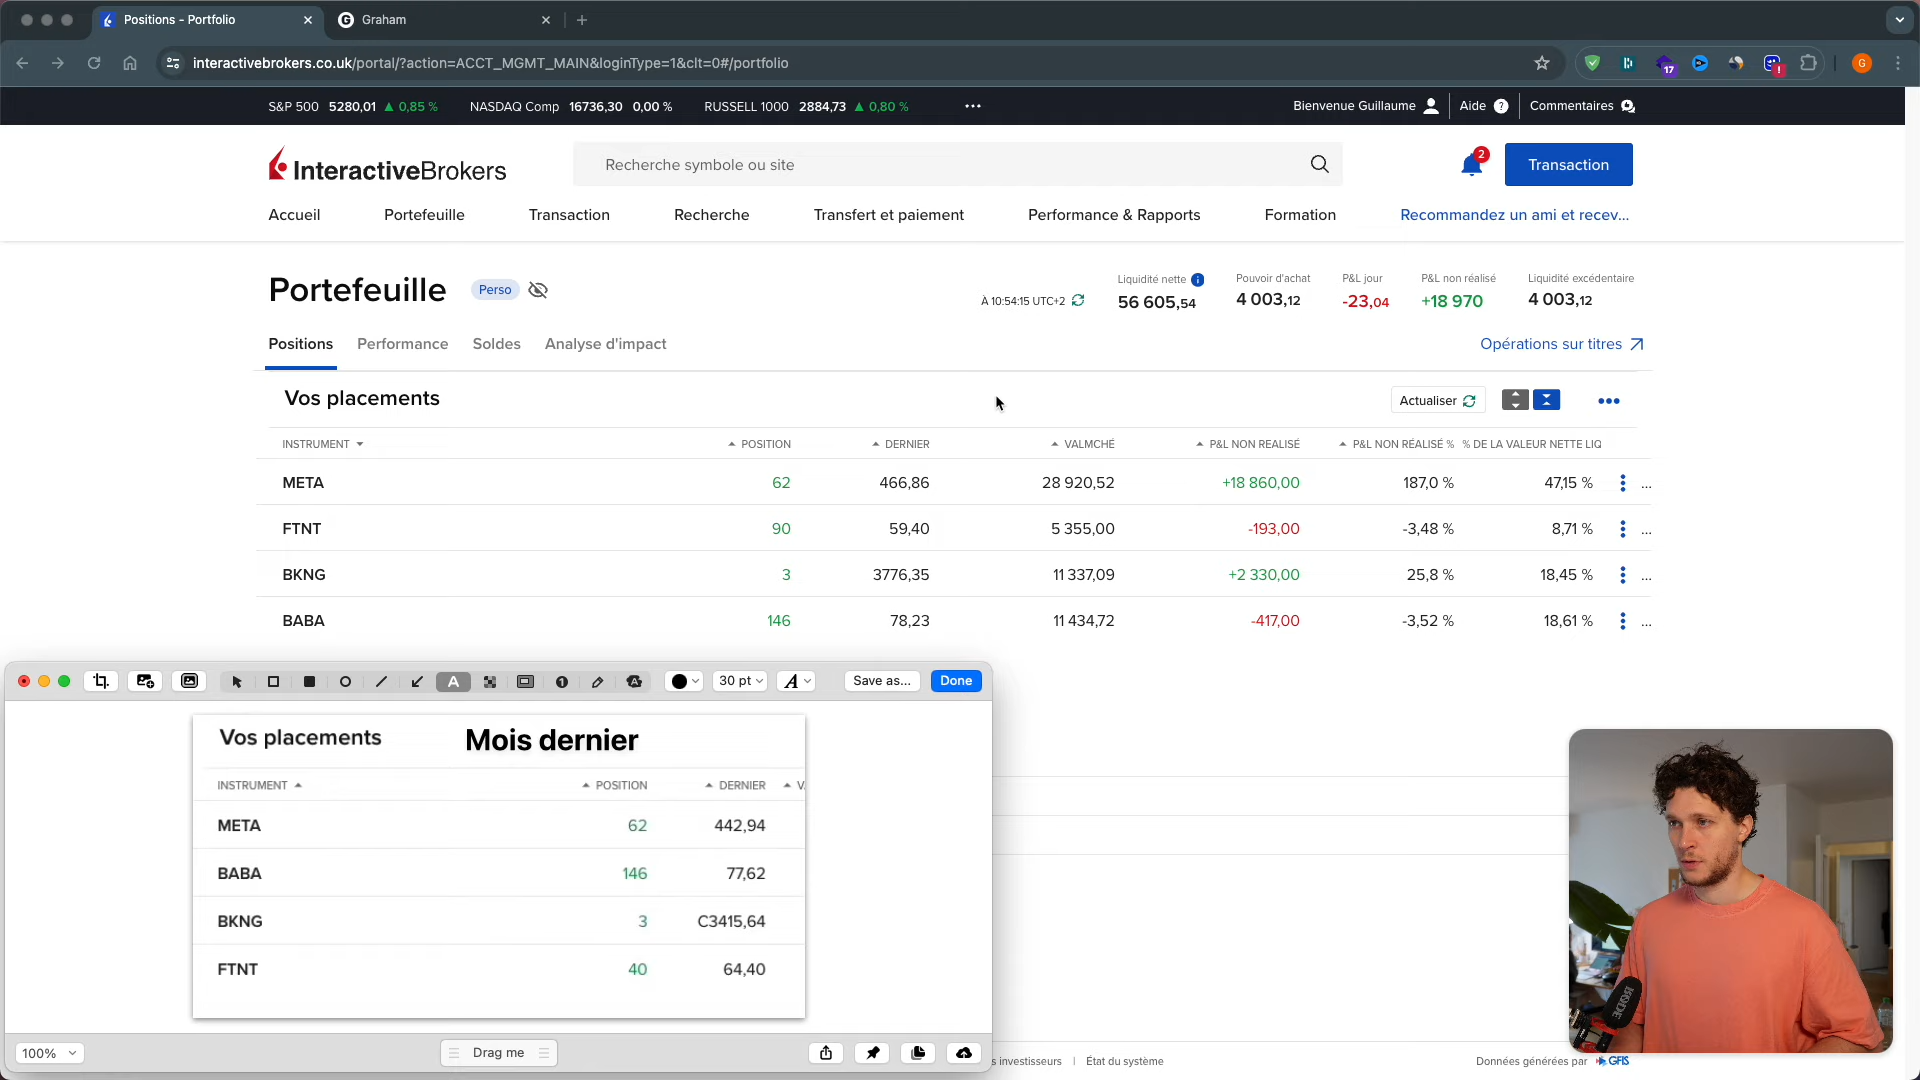 Positions - Portfolio
Graham
interactivebrokers.co.uk/portal/?action=ACCT_MGMT_MAIN&loginType=1&clt=0#/portfolio
17
G
S&P 500 5280,01 0,85 % NASDAQ Comp 16736,30 0,00 % RUSSELL 1000 2884,73 0,80 %
Bienvenue Guillaume Aide ? Commentaires
InteractiveBrokers
Recherche symbole ou site
2
Transaction
Accueil Portefeuille Transaction Recherche Transfert et paiement Performance & Rapports Formation Recommandez un ami et recev...
Portefeuille Perso
À 10:54:15 UTC+2
Liquidité nette Pouvoir d'achat P&L jour P&L non réalisé Liquidité excédentaire
56 605,54 4 003,12 -23,04 +18 970 4 003,12
Positions Performance Soldes Analyse d'impact Opérations sur titres
Vos placements Actualiser
INSTRUMENT POSITION DERNIER VALMCHÉ P&L NON REALISÉ P&L NON RÉALISÉ % % DE LA VALEUR NETTE LIQ
META 62 466,86 28 920,52 +18 860,00 187,0 % 47,15 % ...
FTNT 90 59,40 5 355,00 -193,00 -3,48 % 8,71 % ...
BKNG 3 3776,35 11 337,09 +2 330,00 25,8 % 18,45 % ...
BABA 146 78,23 11 434,72 -417,00 -3,52 % 18,61 % ...
A 1 30 pt A Save as... Done
Vos placements Mois dernier
INSTRUMENT POSITION DERNIER V
META 62 442,94
BABA 146 77,62
BKNG 3 C3415,64
FTNT 40 64,40
100% Drag me
s investisseurs | État du système
Données générées par GFIS
RØDE